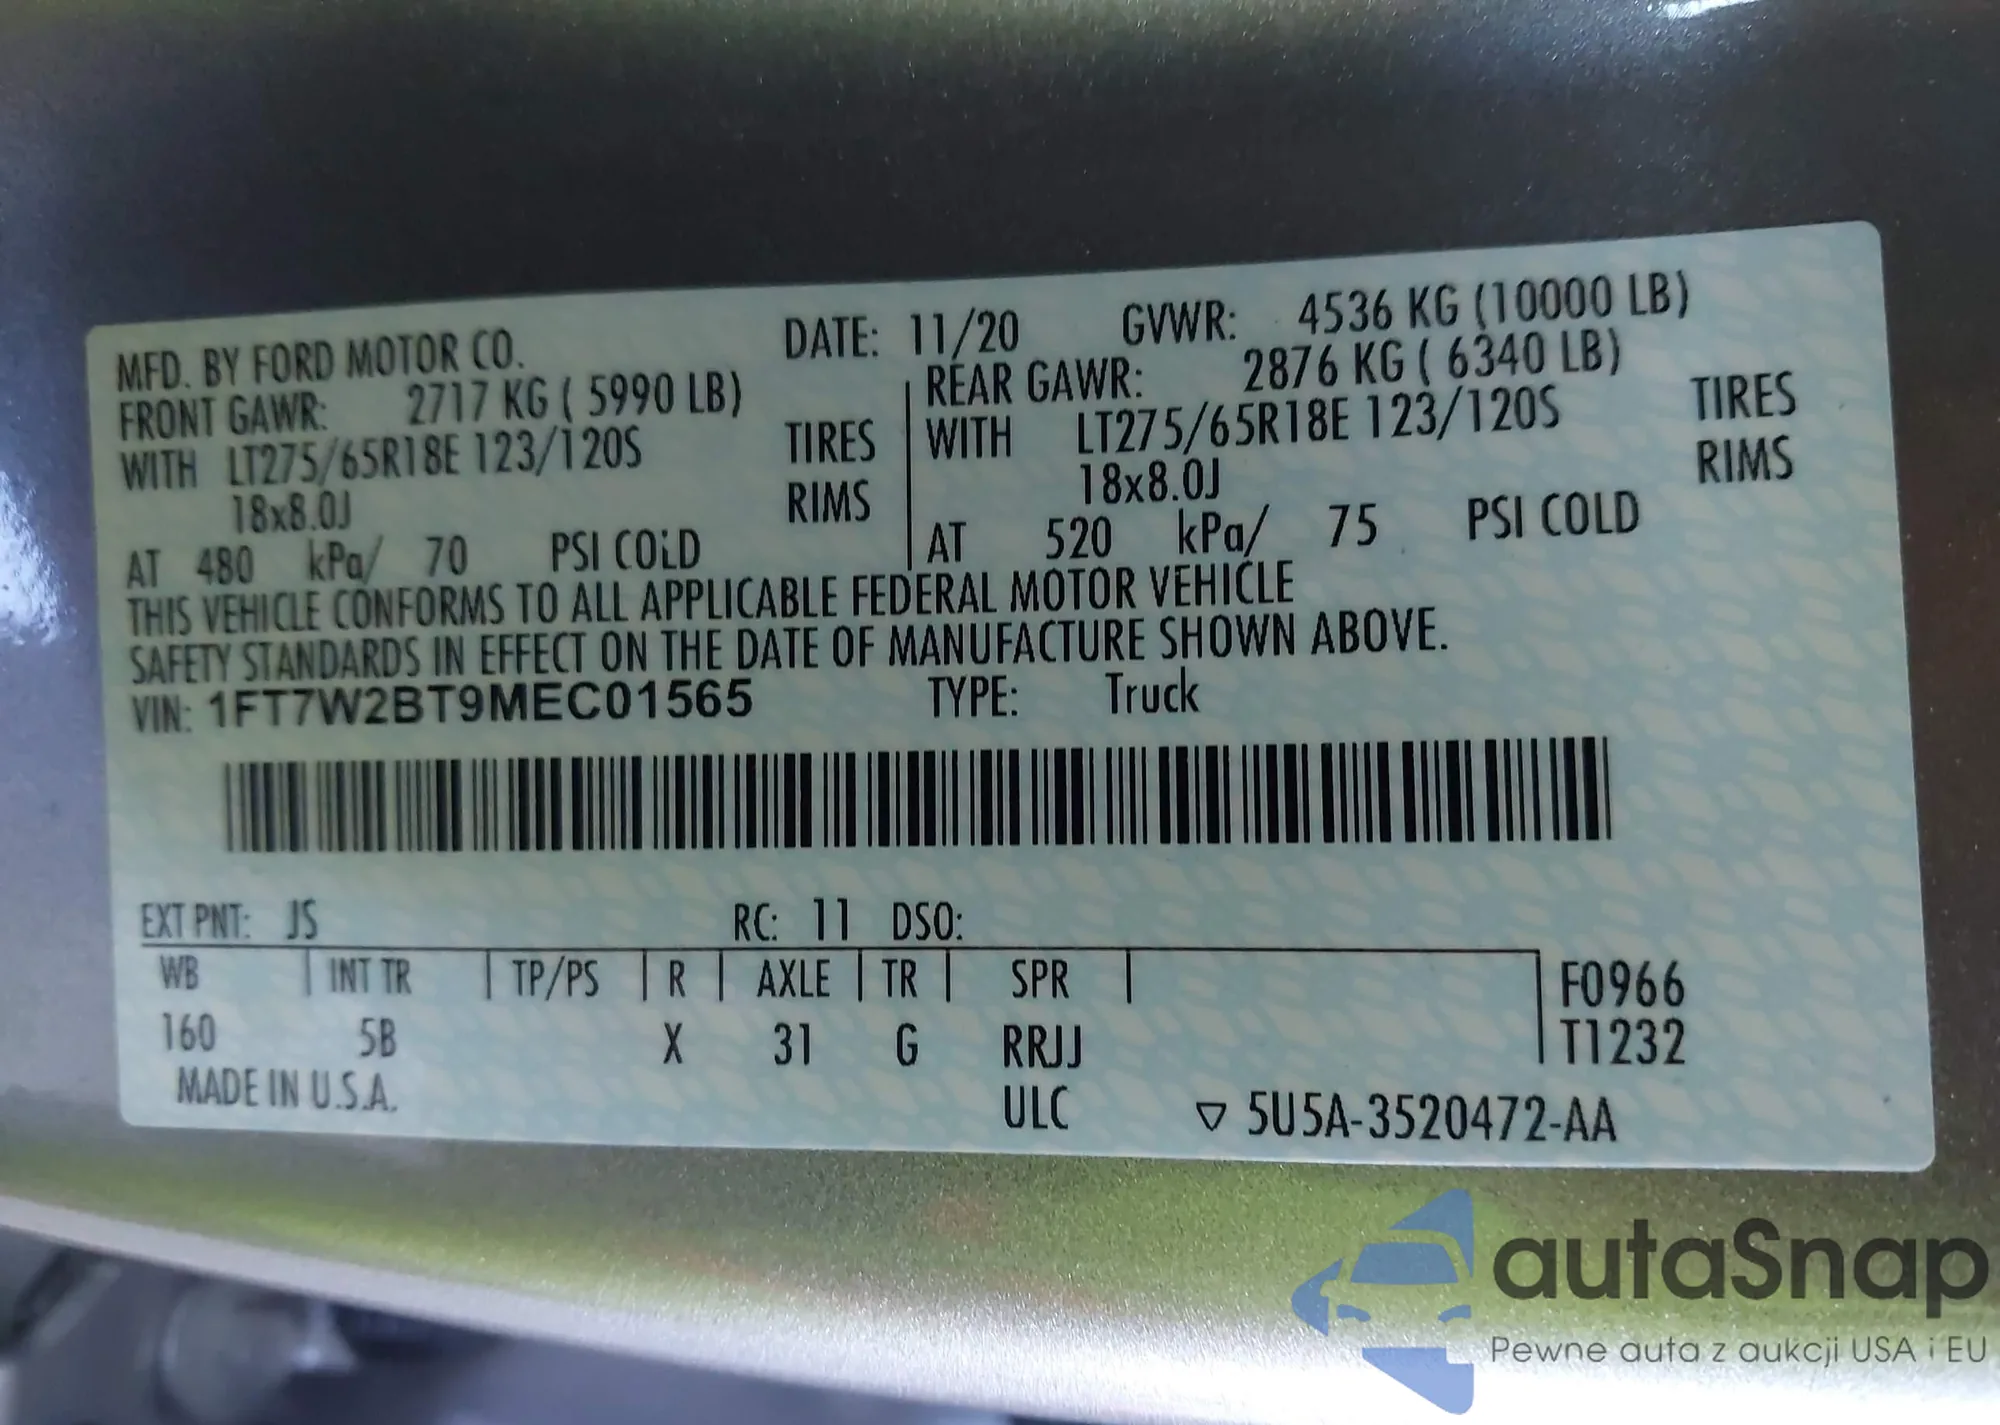 MFD. BY FORD MOTOR CO. DATE: 11/20 GVWR: 4536 KG (10000 LB)
FRONT GAWR: 2717 KG ( 5990 LB) REAR GAWR: 2876 KG ( 6340 LB)
WITH LT275/65R18E 123/120S TIRES WITH LT275/65R18E 123/120S TIRES
18x8.0J RIMS 18x8.0J RIMS
AT 480 kPa/ 70 PSI COLD AT 520 kPa/ 75 PSI COLD
THIS VEHICLE CONFORMS TO ALL APPLICABLE FEDERAL MOTOR VEHICLE
SAFETY STANDARDS IN EFFECT ON THE DATE OF MANUFACTURE SHOWN ABOVE.
VIN: 1FT7W2BT9MEC01565 TYPE: Truck
EXT PNT: JS RC: 11 DSO:
WB INT TR TP/PS R AXLE TR SPR F0966
160 5B X 31 G RRJJ T1232
MADE IN U.S.A. ULC ▽ 5U5A-3520472-AA
autaSnap
Pewne auta z aukcji USA i EU